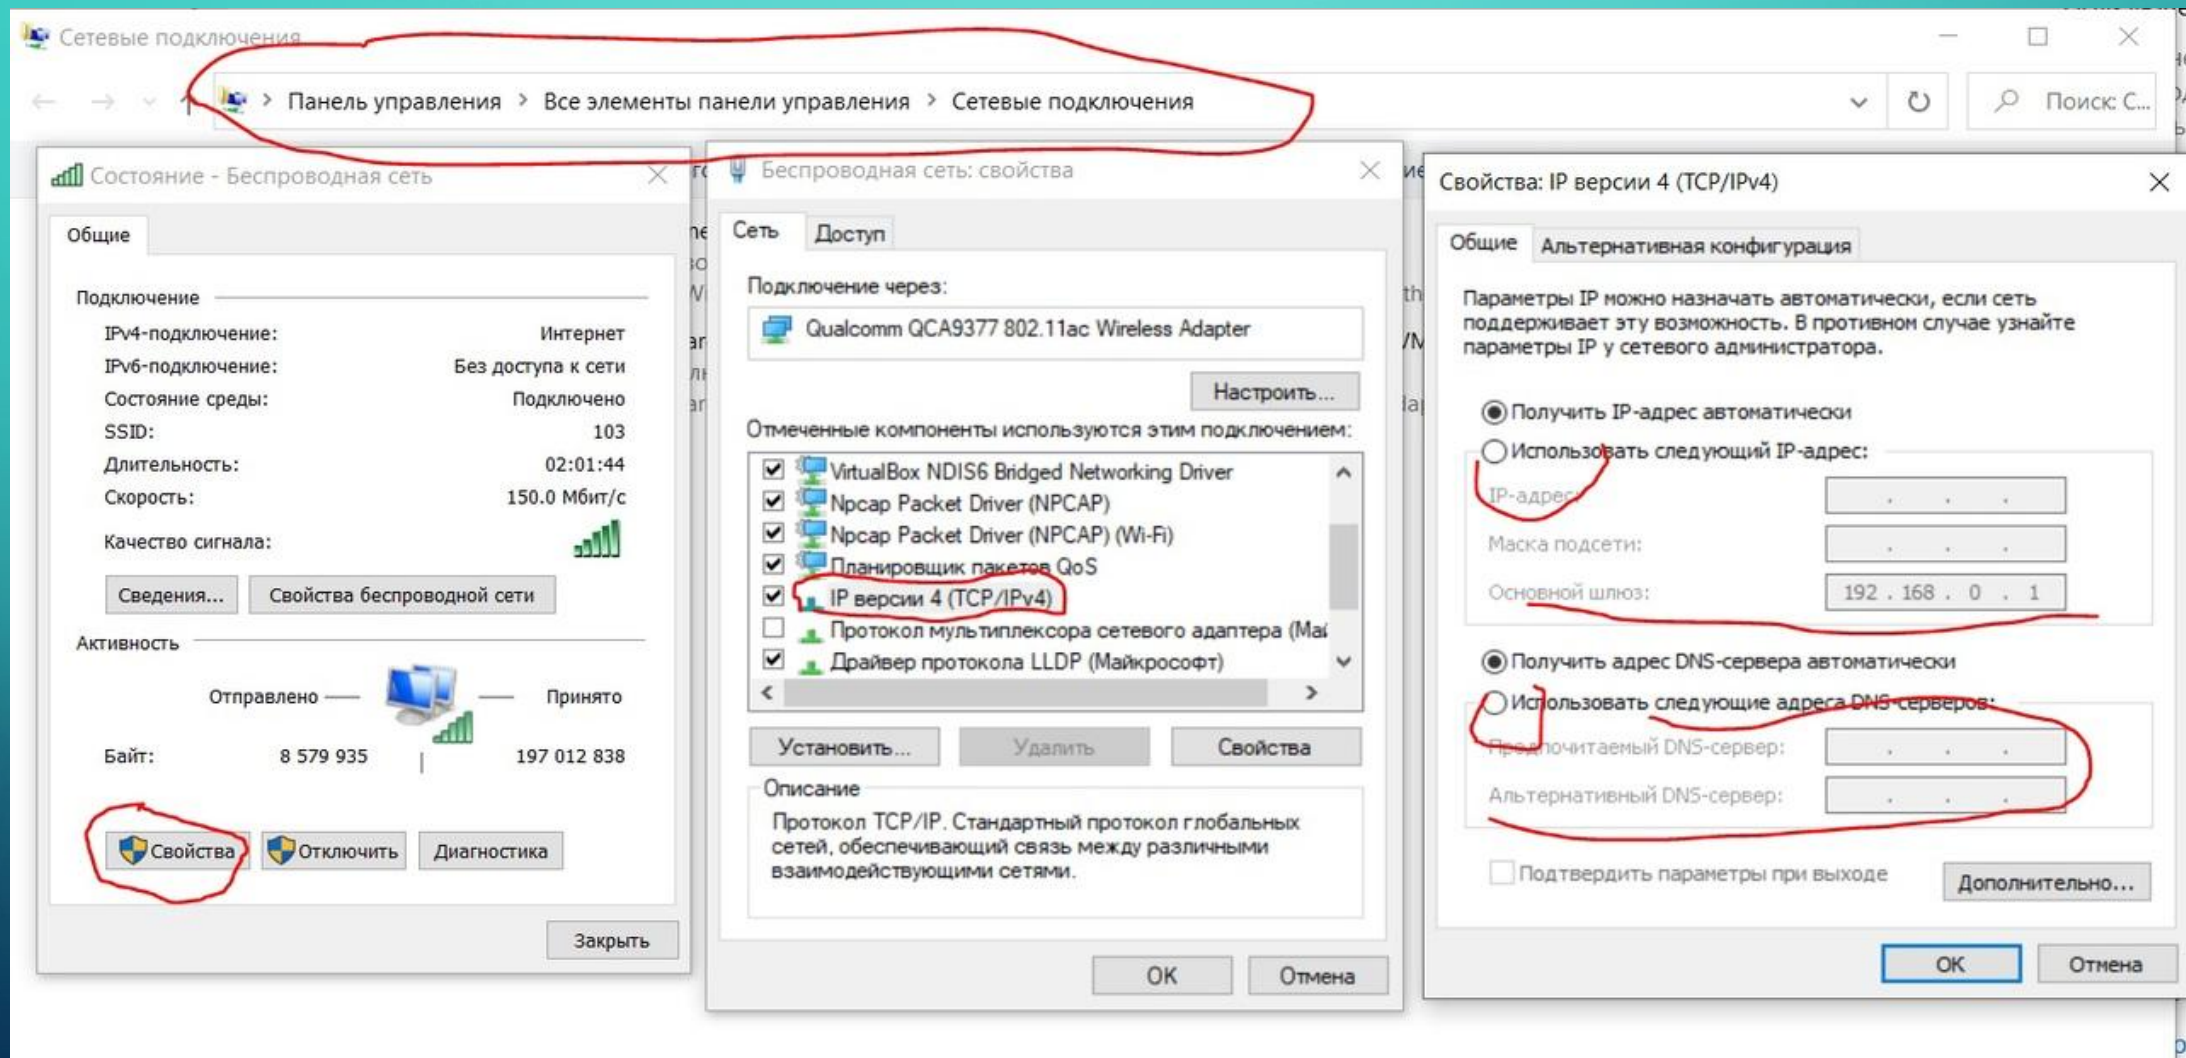 Сетевые подключения
Панель управления > Все элементы панели управления > Сетевые подключения
Поиск: С...
Состояние - Беспроводная сеть
Общие
Подключение
IPv4-подключение: Интернет
IPv6-подключение: Без доступа к сети
Состояние среды: Подключено
SSID: 103
Длительность: 02:01:44
Скорость: 150.0 Мбит/с
Качество сигнала:
Сведения... Свойства беспроводной сети
Активность
Отправлено Принято
Байт: 8 579 935 197 012 838
Свойства Отключить Диагностика
Закрыть
Беспроводная сеть: свойства
Сеть Доступ
Подключение через:
Qualcomm QCA9377 802.11ac Wireless Adapter
Настроить...
Отмеченные компоненты используются этим подключением:
VirtualBox NDIS6 Bridged Networking Driver
Npcap Packet Driver (NPCAP)
Npcap Packet Driver (NPCAP) (Wi-Fi)
Планировщик пакетов QoS
IP версии 4 (TCP/IPv4)
Протокол мультиплексора сетевого адаптера (Май
Драйвер протокола LLDP (Майкрософт)
Установить... Удалить Свойства
Описание
Протокол TCP/IP. Стандартный протокол глобальных
сетей, обеспечивающий связь между различными
взаимодействующими сетями.
OK Отмена
Свойства: IP версии 4 (TCP/IPv4)
Общие Альтернативная конфигурация
Параметры IP можно назначать автоматически, если сеть
поддерживает эту возможность. В противном случае узнайте
параметры IP у сетевого администратора.
Получить IP-адрес автоматически
Использовать следующий IP-адрес:
IP-адрес:
Маска подсети:
Основной шлюз: 192 . 168 . 0 . 1
Получить адрес DNS-сервера автоматически
Использовать следующие адреса DNS-серверов:
Предпочитаемый DNS-сервер:
Альтернативный DNS-сервер:
Подтвердить параметры при выходе
Дополнительно...
OK Отмена